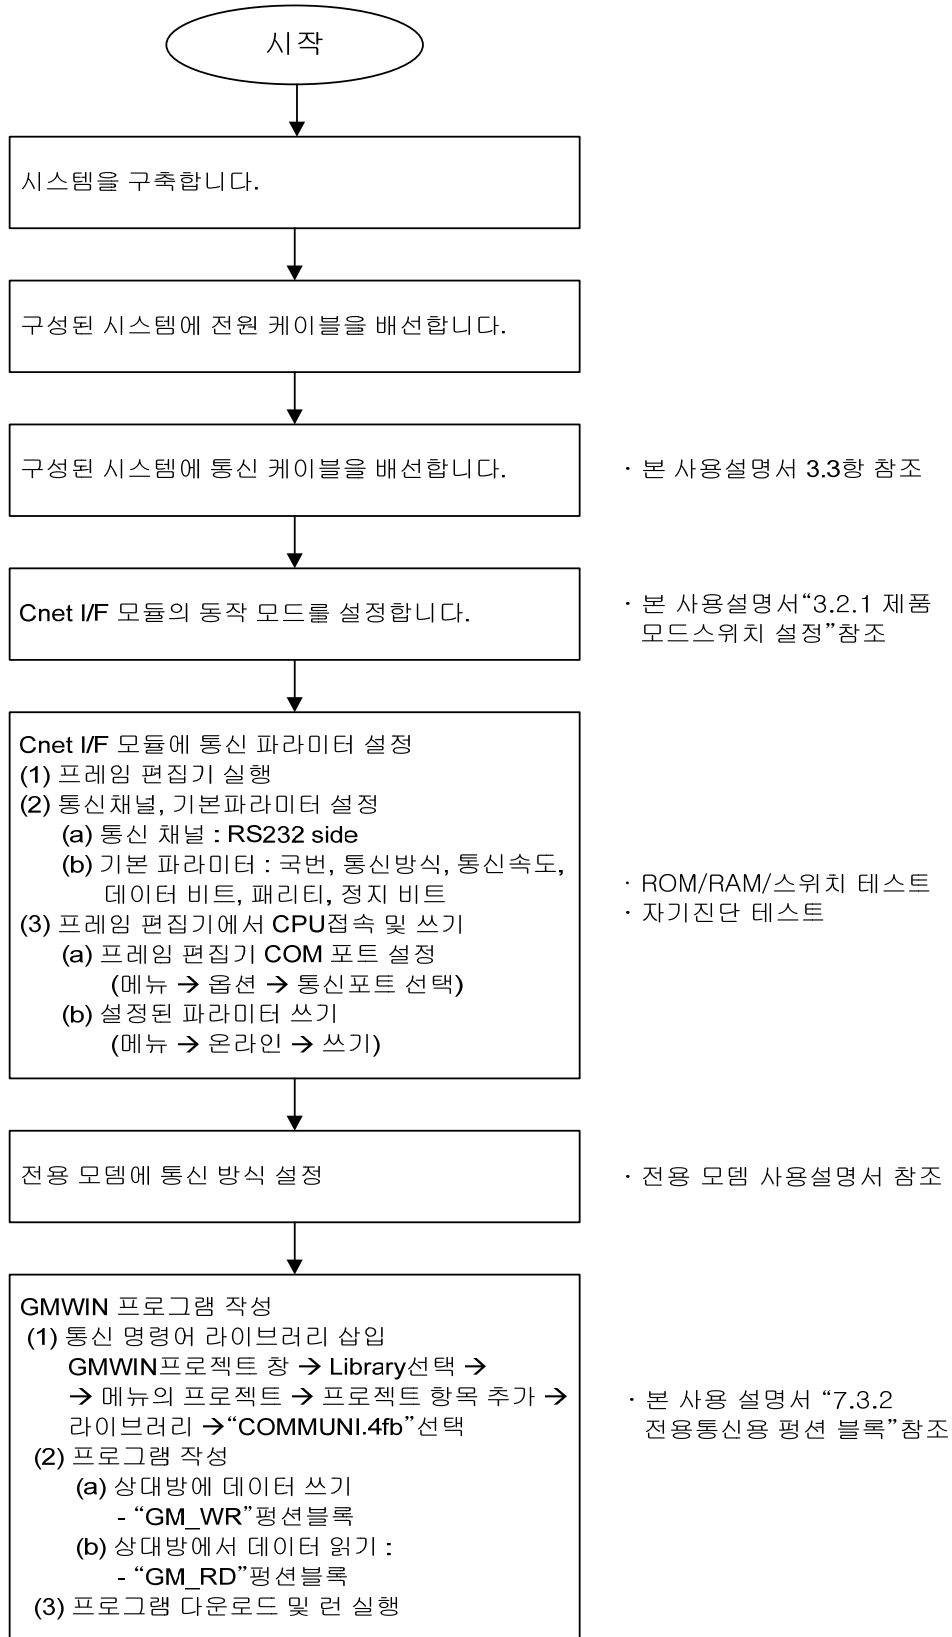 시작
시스템을 구축합니다.
구성된 시스템에 전원 케이블을 배선합니다.
구성된 시스템에 통신 케이블을 배선합니다.
· 본 사용설명서 3.3항 참조
Cnet I/F 모듈의 동작 모드를 설정합니다.
· 본 사용설명서“3.2.1 제품
모드스위치 설정”참조
Cnet I/F 모듈에 통신 파라미터 설정
(1) 프레임 편집기 실행
(2) 통신채널, 기본파라미터 설정
(a) 통신 채널 : RS232 side
(b) 기본 파라미터 : 국번, 통신방식, 통신속도,
데이터 비트, 패리티, 정지 비트
(3) 프레임 편집기에서 CPU접속 및 쓰기
(a) 프레임 편집기 COM 포트 설정
(메뉴 → 옵션 → 통신포트 선택)
(b) 설정된 파라미터 쓰기
(메뉴 → 온라인 → 쓰기)
· ROM/RAM/스위치 테스트
· 자기진단 테스트
전용 모뎀에 통신 방식 설정
· 전용 모뎀 사용설명서 참조
GMWIN 프로그램 작성
(1) 통신 명령어 라이브러리 삽입
GMWIN프로젝트 창 → Library선택 →
→ 메뉴의 프로젝트 → 프로젝트 항목 추가 →
라이브러리 →“COMMUNI.4fb”선택
(2) 프로그램 작성
(a) 상대방에 데이터 쓰기
- “GM_WR”펑션블록
(b) 상대방에서 데이터 읽기 :
- “GM_RD”펑션블록
(3) 프로그램 다운로드 및 런 실행
· 본 사용 설명서 “7.3.2
전용통신용 펑션 블록”참조